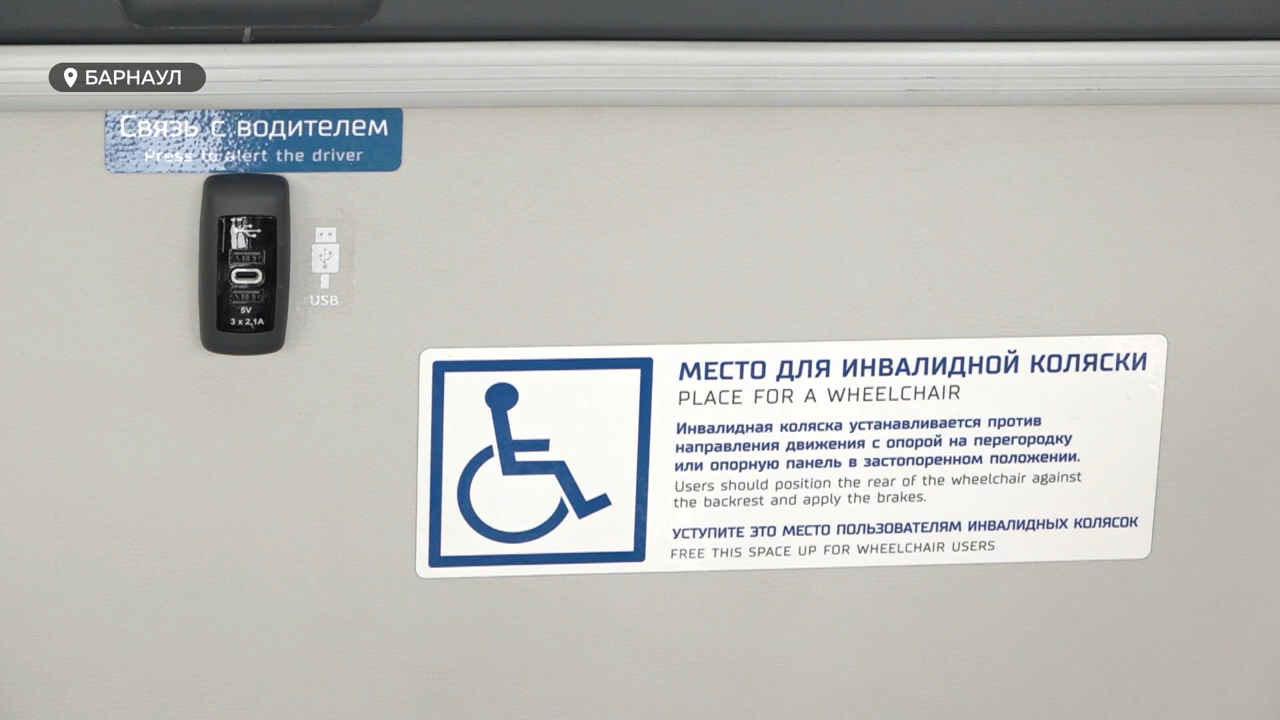 БАРНАУЛ
Связь с водителем
Press to alert the driver
5V
3 x 2,1A
USB
МЕСТО ДЛЯ ИНВАЛИДНОЙ КОЛЯСКИ
PLACE FOR A WHEELCHAIR
Инвалидная коляска устанавливается против
направления движения с опорой на перегородку
или опорную панель в застопоренном положении.
Users should position the rear of the wheelchair against
the backrest and apply the brakes.
УСТУПИТЕ ЭТО МЕСТО ПОЛЬЗОВАТЕЛЯМ ИНВАЛИДНЫХ КОЛЯСОК
FREE THIS SPACE UP FOR WHEELCHAIR USERS